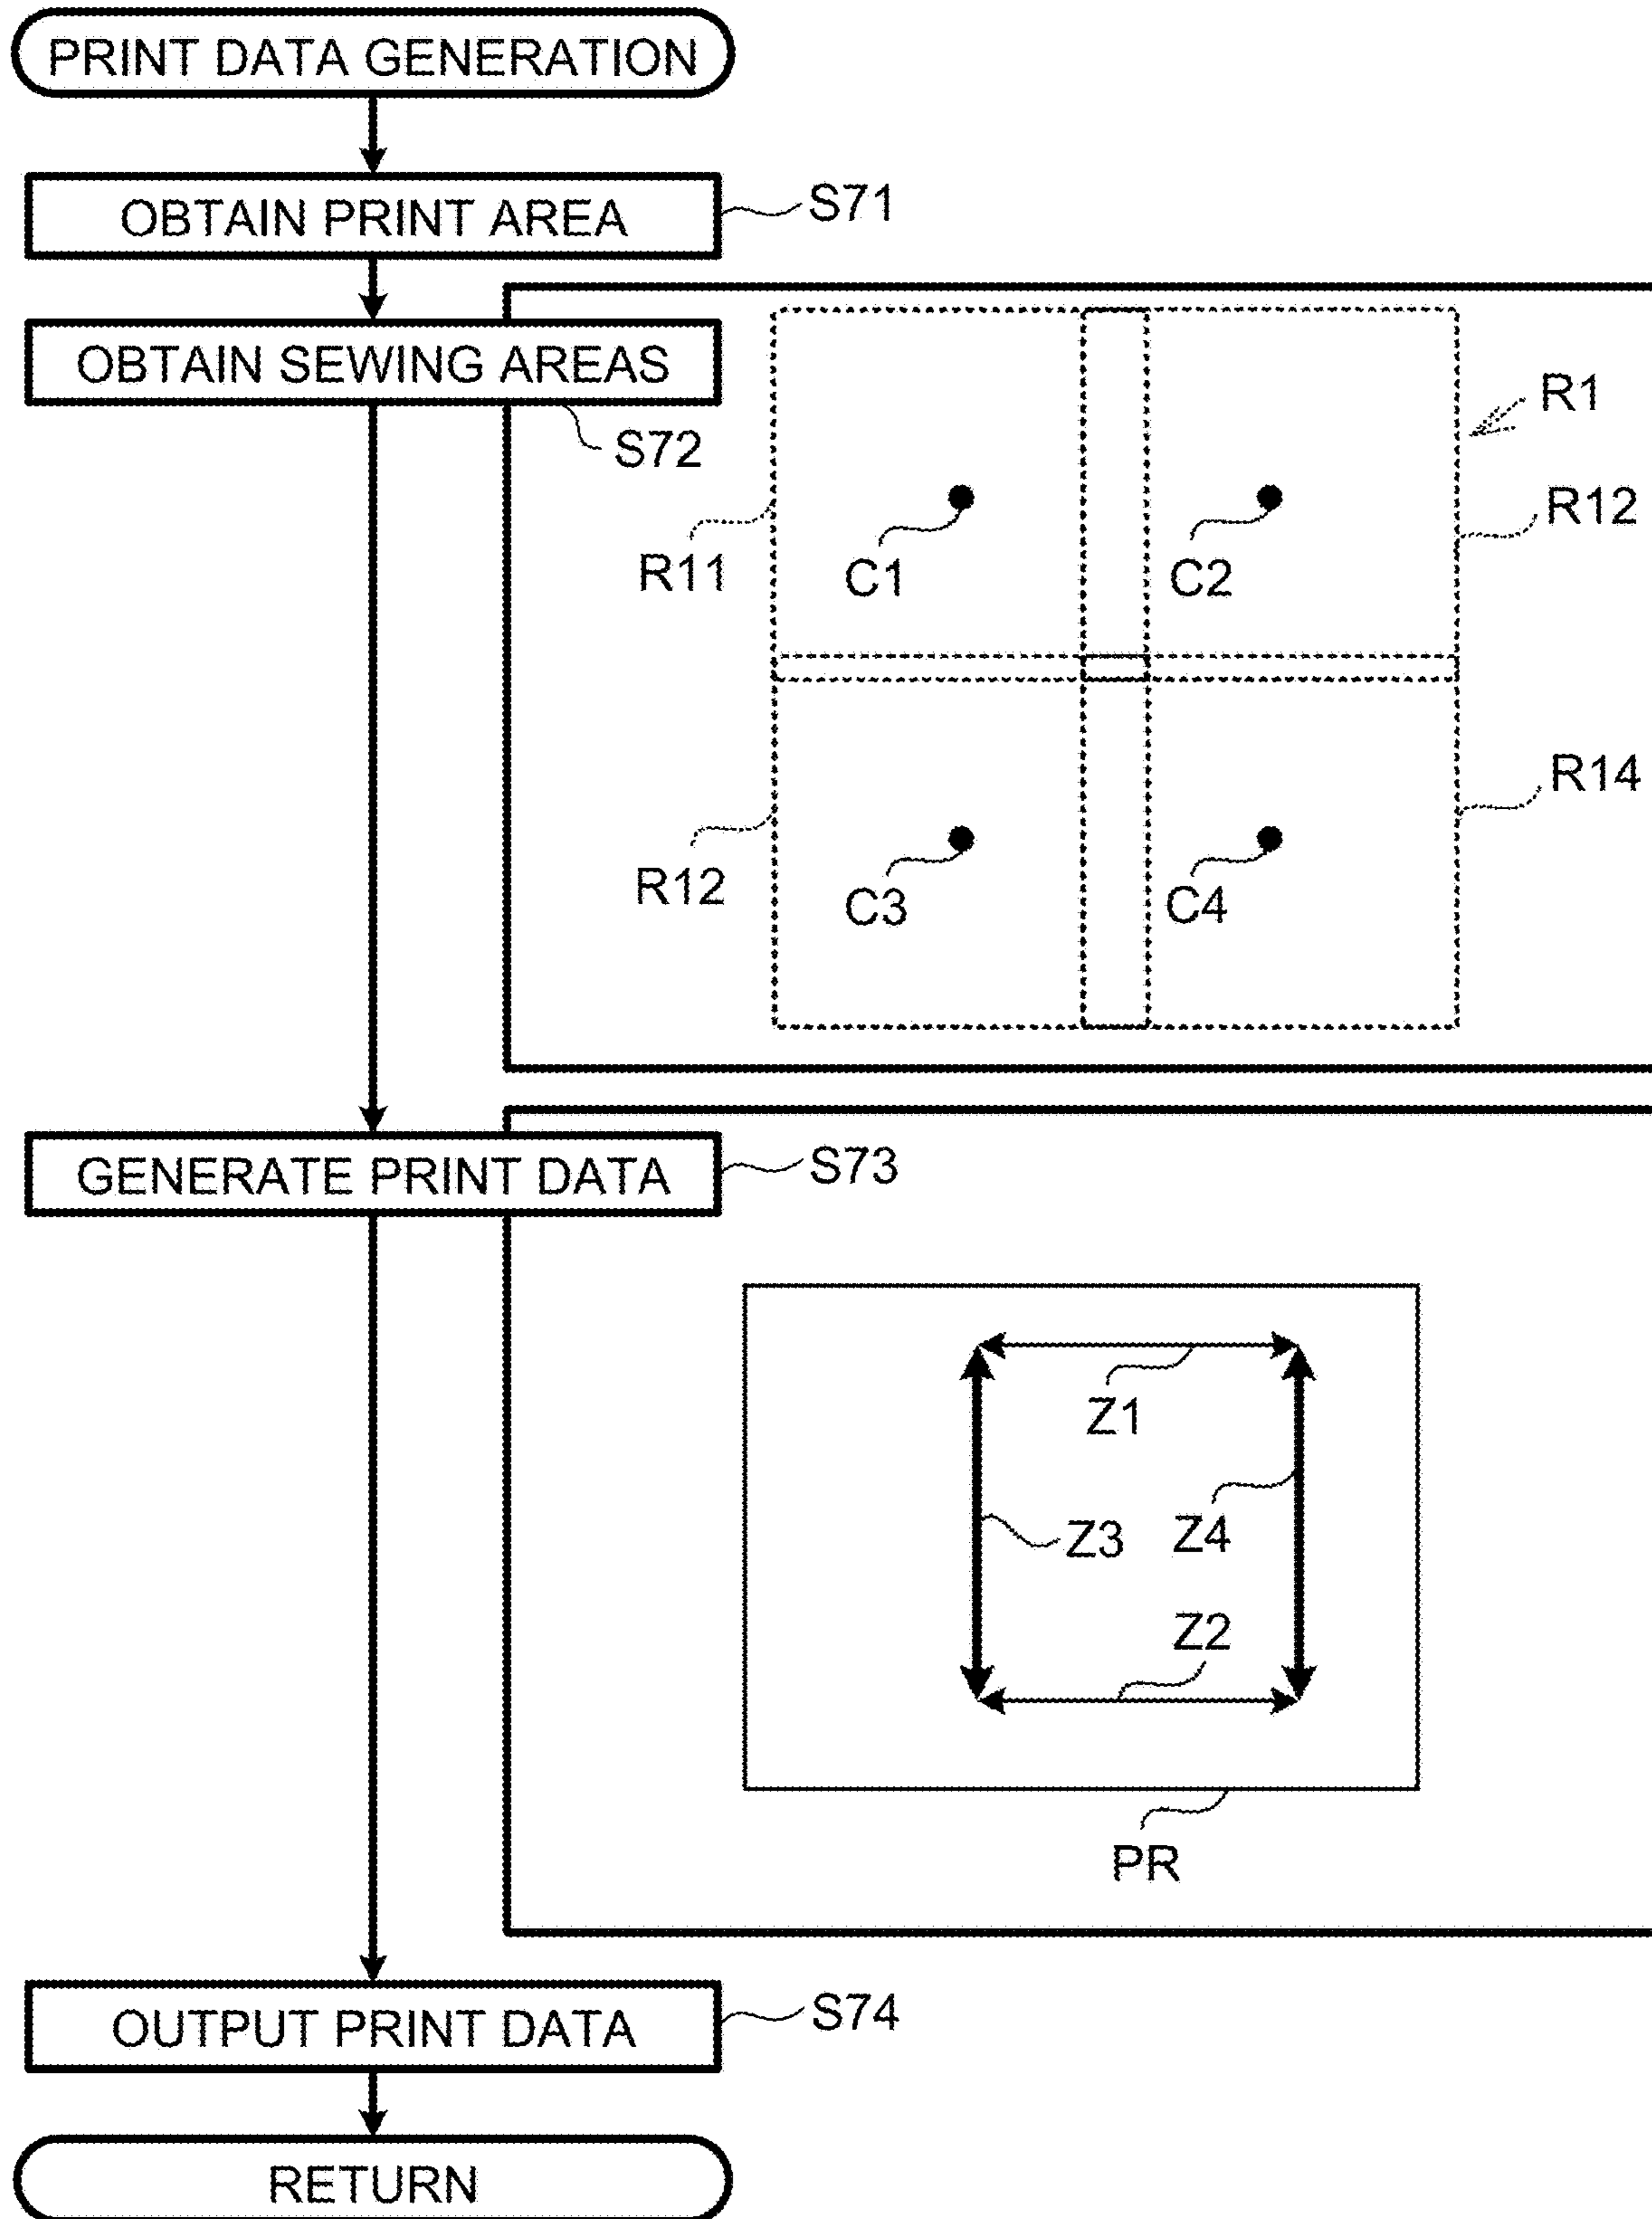 PRINT DATA GENERATION
OBTAIN PRINT AREA
S71
OBTAIN SEWING AREAS
S72
R1
R12
R11
C1
C2
R14
R12
C3
C4
GENERATE PRINT DATA
S73
Z1
Z3
Z4
Z2
PR
OUTPUT PRINT DATA
S74
RETURN